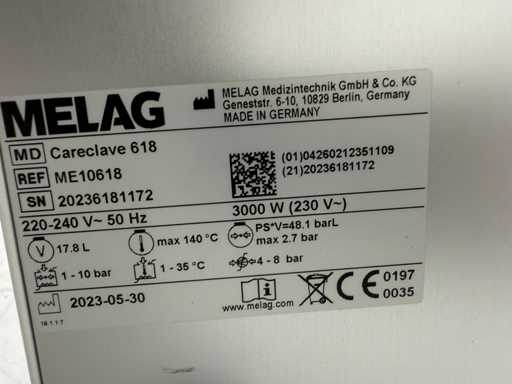 MELAG
MELAG Medizintechnik GmbH & Co. KG
Geneststr. 6-10, 10829 Berlin, Germany
MADE IN GERMANY
MD Careclave 618
REF ME10618
SN 20236181172
(01)04260212351109
(21)20236181172
220-240 V~ 50 Hz
3000 W (230 V~)
V 17.8 L
max 140 °C
PS*V=48.1 barL
max 2.7 bar
1 - 10 bar
1 - 35 °C
4 - 8 bar
2023-05-30
www.melag.com
CE 0197
0035